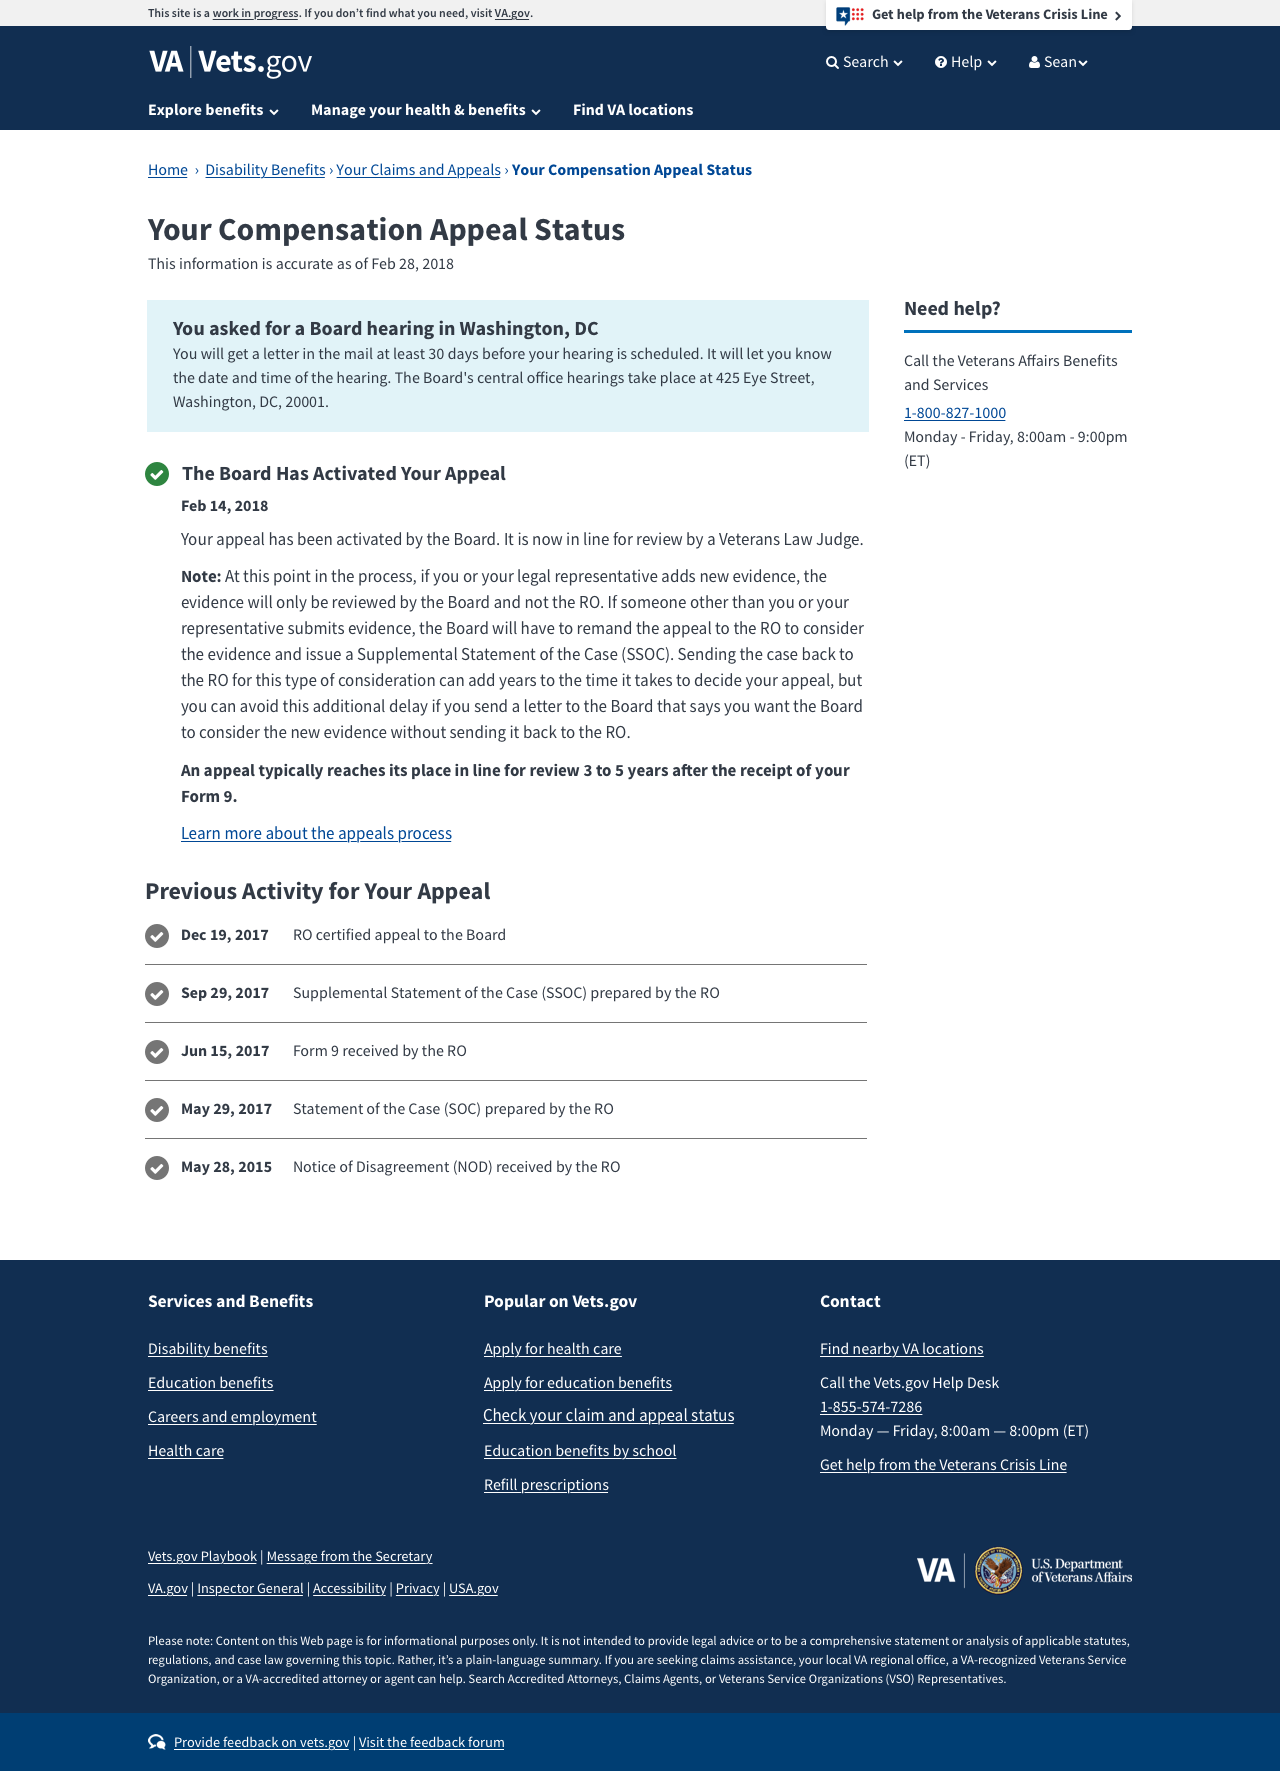 This site is a work in progress. If you don’t find what you need, visit VA.gov.
Get help from the Veterans Crisis Line
VA | Vets.gov
Search
Help
Sean
Explore benefits
Manage your health & benefits
Find VA locations
Home › Disability Benefits › Your Claims and Appeals › Your Compensation Appeal Status
Your Compensation Appeal Status
This information is accurate as of Feb 28, 2018
You asked for a Board hearing in Washington, DC
You will get a letter in the mail at least 30 days before your hearing is scheduled. It will let you know
the date and time of the hearing. The Board's central office hearings take place at 425 Eye Street,
Washington, DC, 20001.
Need help?
Call the Veterans Affairs Benefits
and Services
1-800-827-1000
Monday - Friday, 8:00am - 9:00pm
(ET)
The Board Has Activated Your Appeal
Feb 14, 2018
Your appeal has been activated by the Board. It is now in line for review by a Veterans Law Judge.
Note: At this point in the process, if you or your legal representative adds new evidence, the
evidence will only be reviewed by the Board and not the RO. If someone other than you or your
representative submits evidence, the Board will have to remand the appeal to the RO to consider
the evidence and issue a Supplemental Statement of the Case (SSOC). Sending the case back to
the RO for this type of consideration can add years to the time it takes to decide your appeal, but
you can avoid this additional delay if you send a letter to the Board that says you want the Board
to consider the new evidence without sending it back to the RO.
An appeal typically reaches its place in line for review 3 to 5 years after the receipt of your
Form 9.
Learn more about the appeals process
Previous Activity for Your Appeal
Dec 19, 2017 RO certified appeal to the Board
Sep 29, 2017 Supplemental Statement of the Case (SSOC) prepared by the RO
Jun 15, 2017 Form 9 received by the RO
May 29, 2017 Statement of the Case (SOC) prepared by the RO
May 28, 2015 Notice of Disagreement (NOD) received by the RO
Services and Benefits
Disability benefits
Education benefits
Careers and employment
Health care
Popular on Vets.gov
Apply for health care
Apply for education benefits
Check your claim and appeal status
Education benefits by school
Refill prescriptions
Contact
Find nearby VA locations
Call the Vets.gov Help Desk
1-855-574-7286
Monday — Friday, 8:00am — 8:00pm (ET)
Get help from the Veterans Crisis Line
Vets.gov Playbook | Message from the Secretary
VA.gov | Inspector General | Accessibility | Privacy | USA.gov
VA
U.S. Department
of Veterans Affairs
Please note: Content on this Web page is for informational purposes only. It is not intended to provide legal advice or to be a comprehensive statement or analysis of applicable statutes,
regulations, and case law governing this topic. Rather, it’s a plain-language summary. If you are seeking claims assistance, your local VA regional office, a VA-recognized Veterans Service
Organization, or a VA-accredited attorney or agent can help. Search Accredited Attorneys, Claims Agents, or Veterans Service Organizations (VSO) Representatives.
Provide feedback on vets.gov | Visit the feedback forum